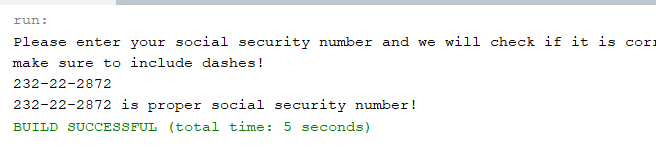 run:
Please enter your social security number and we will check if it is
make sure to include dashes!
232-22-2872
232-22-2872 is proper social security number!
BUILD SUCCESSFUL (total time: 5 seconds)